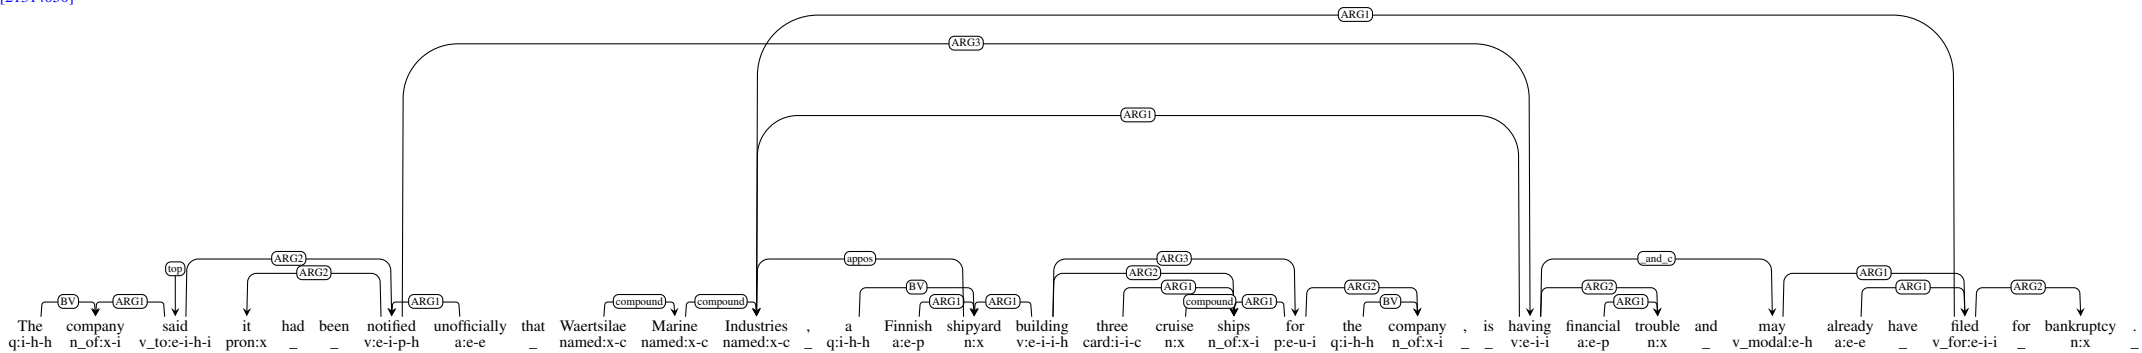 ARG1
ARG3
ARG1
ARG2 appos ARG3 _and_c
top ARG2 ARG2 ARG1
BV ARG1 ARG2 ARG2
BV ARG1 ARG1 compound compound ARG1 ARG1 compound ARG1 BV ARG1 ARG1
The company said it had been notified unofficially that Waertsilae Marine Industries , a Finnish shipyard building three cruise ships for the company , is having financial trouble and may already have filed for bankruptcy .
q:i-h-h n_of:x-i v_to:e-i-h-i pron:x _ _ v:e-i-p-h a:e-e _ named:x-c named:x-c named:x-c _ q:i-h-h a:e-p n:x v:e-i-i-h card:i-i-c n:x n_of:x-i p:e-u-i q:i-h-h n_of:x-i _ _ v:e-i-i a:e-p n:x _ v_modal:e-h a:e-e _ v_for:e-i-i _ n:x _